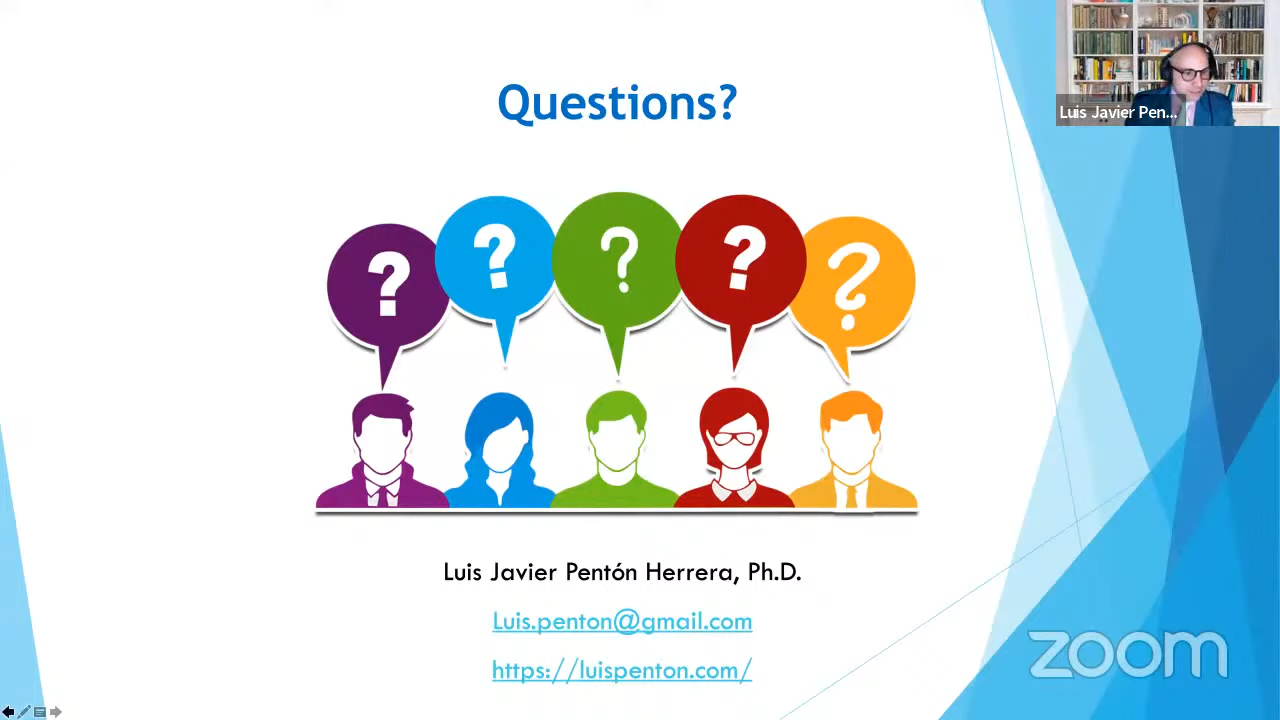 Questions?
Luis Javier Pen...
? ? ? ? ?
Luis Javier Pentón Herrera, Ph.D.
Luis.penton@gmail.com
https://luispenton.com/
zoom